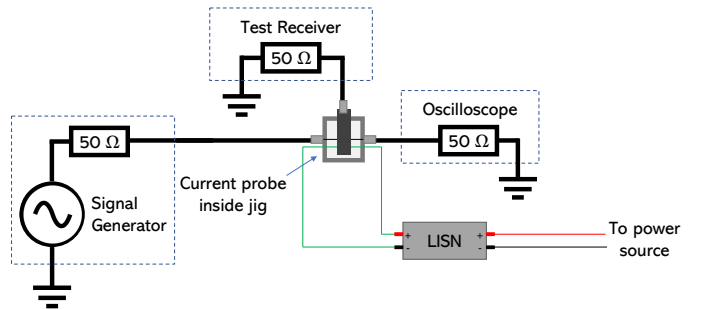 Test Receiver
50 Ω
Oscilloscope
50 Ω
50 Ω
Signal
Generator
Current probe
inside jig
+ LISN +
- -
To power
source